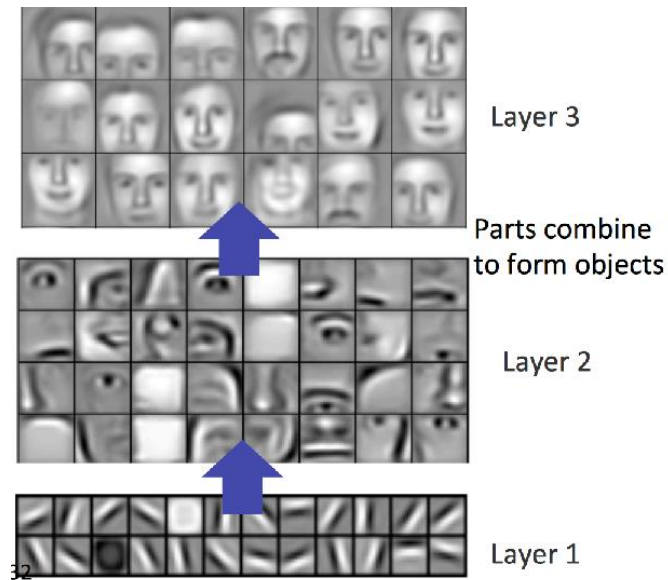 Layer 3
Parts combine
to form objects
Layer 2
Layer 1
32